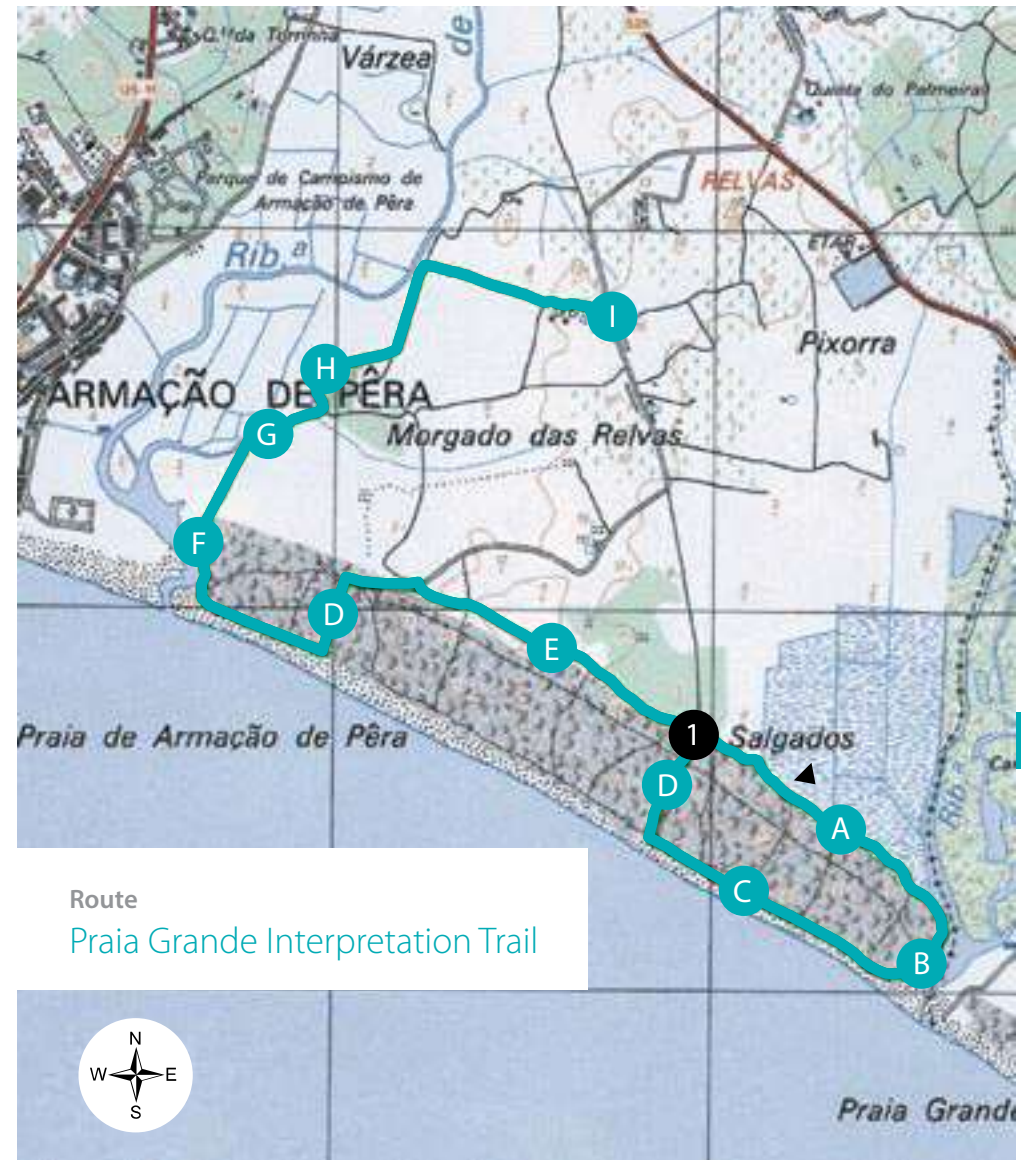 Qta da Torrinha
Várzea
de
Quinta do Palmeiral
Parque de Campismo de
Armação de Pêra
RELVAS
ETAR
Rib a
I
Pixorra
H
ARMAÇÃO DE PÊRA
G
Morgado das Relvas
F
D
E
1
Salgados
Praia de Armação de Pêra
D
A
Rib
C
B
Route
Praia Grande Interpretation Trail
N
W E
S
Praia Grande